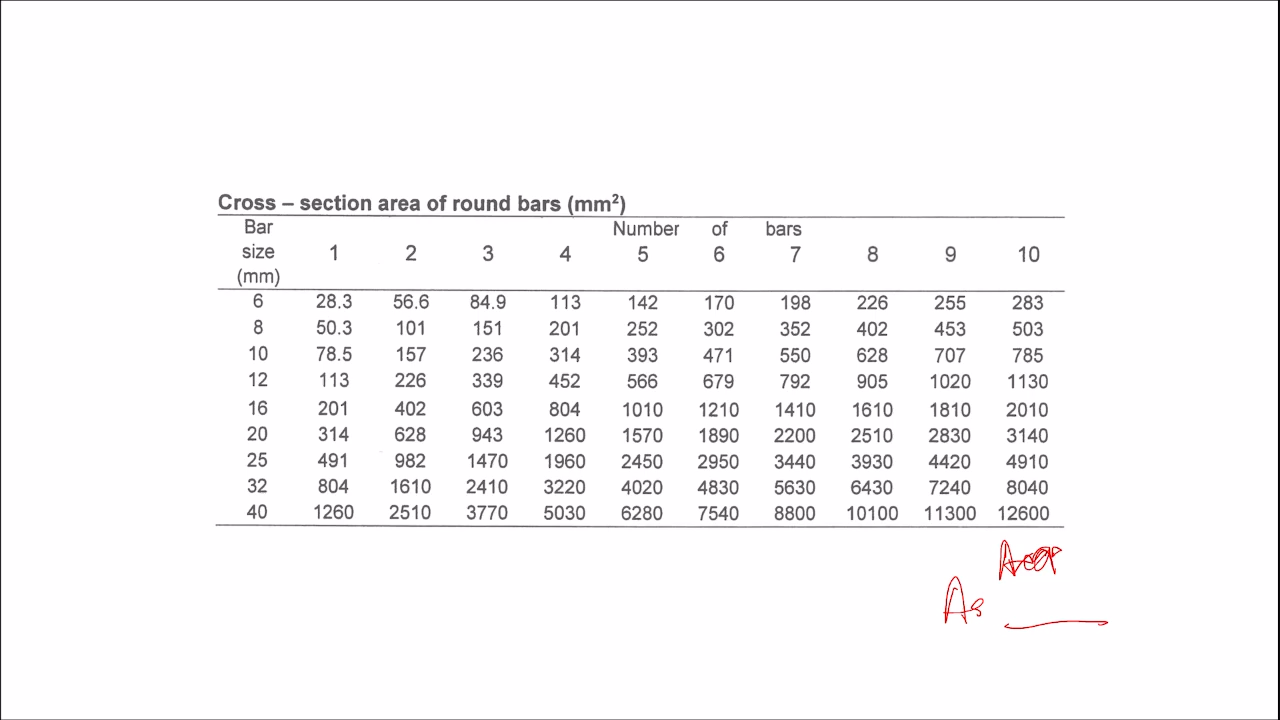 Cross – section area of round bars (mm²)
Bar Number of bars
size 1 2 3 4 5 6 7 8 9 10
(mm)
6 28.3 56.6 84.9 113 142 170 198 226 255 283
8 50.3 101 151 201 252 302 352 402 453 503
10 78.5 157 236 314 393 471 550 628 707 785
12 113 226 339 452 566 679 792 905 1020 1130
16 201 402 603 804 1010 1210 1410 1610 1810 2010
20 314 628 943 1260 1570 1890 2200 2510 2830 3140
25 491 982 1470 1960 2450 2950 3440 3930 4420 4910
32 804 1610 2410 3220 4020 4830 5630 6430 7240 8040
40 1260 2510 3770 5030 6280 7540 8800 10100 11300 12600
As